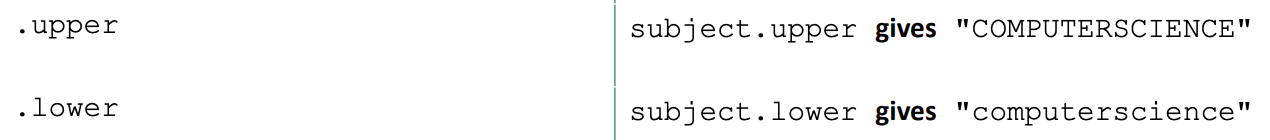 .upper
subject.upper gives "COMPUTERSCIENCE"
.lower
subject.lower gives "computerscience"